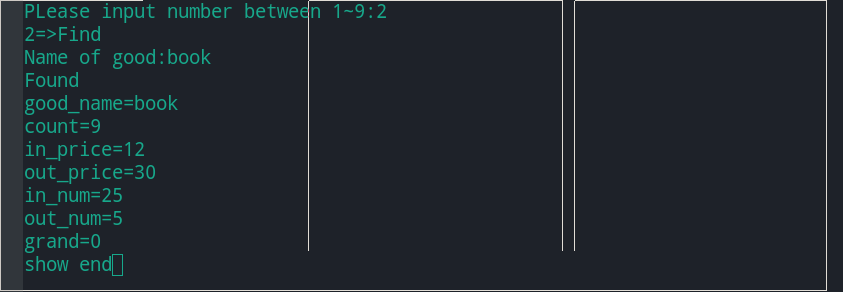 PLease input number between 1~9:2
2=>Find
Name of good:book
Found
good_name=book
count=9
in_price=12
out_price=30
in_num=25
out_num=5
grand=0
show end